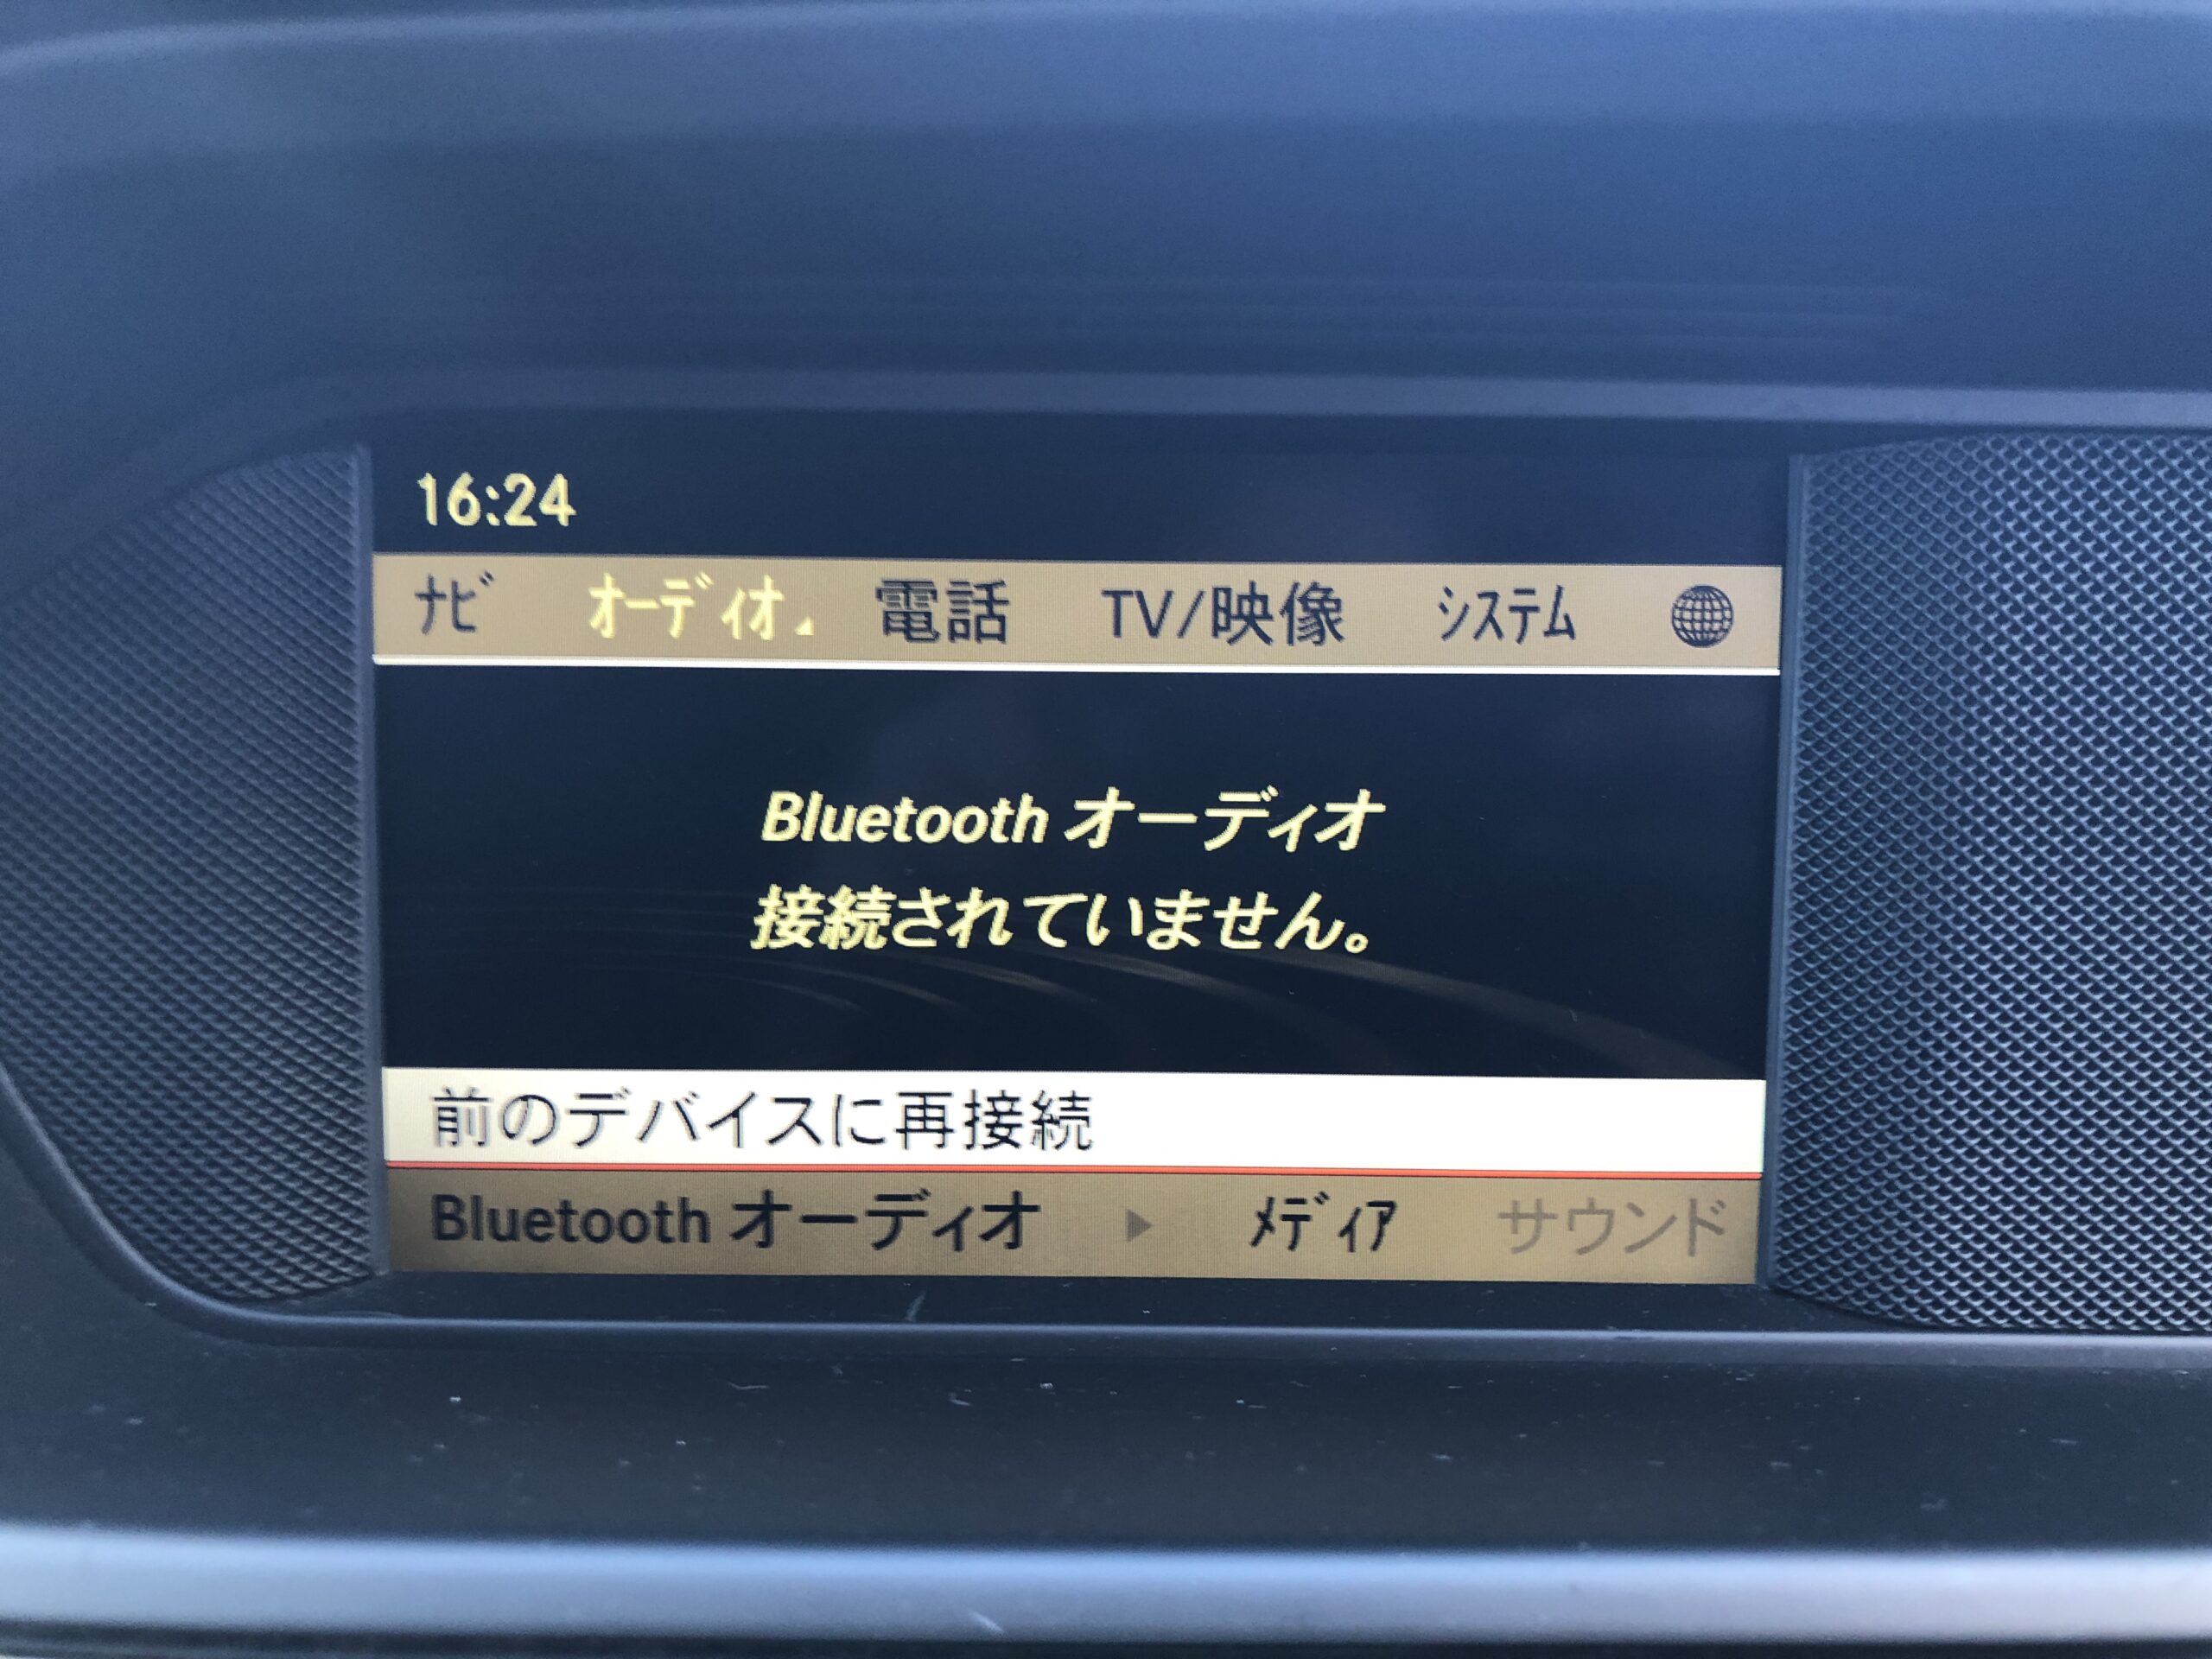 16:24
ﾅﾋﾞ ｵｰﾃﾞｨｵ 電話 TV/映像 ｼｽﾃﾑ
Bluetooth オーディオ
接続されていません。
前のデバイスに再接続
Bluetooth オーディオ ▶ ﾒﾃﾞｨｱ サウンド